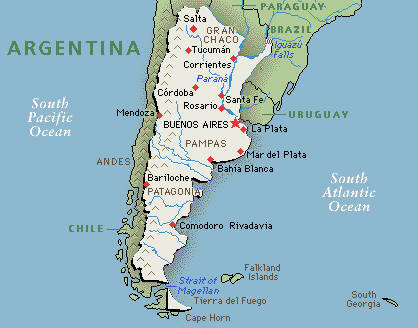 PARAGUAY
Salta
GRAN
CHACO
BRAZIL
ARGENTINA
Tucumán
Iguazú
Falls
Corrientes
Paraná
Córdoba
Santa Fe
South
Pacific
Ocean
Rosario
Mendoza
URUGUAY
BUENOS AIRES
La Plata
PAMPAS
Mar del Plata
ANDES
Bahía Blanca
Bariloche
South
Atlantic
Ocean
PATAGONIA
CHILE
Comodoro Rivadavia
Falkland
Islands
Strait of
Magellan
South
Georgia
Tierra del Fuego
Cape Horn